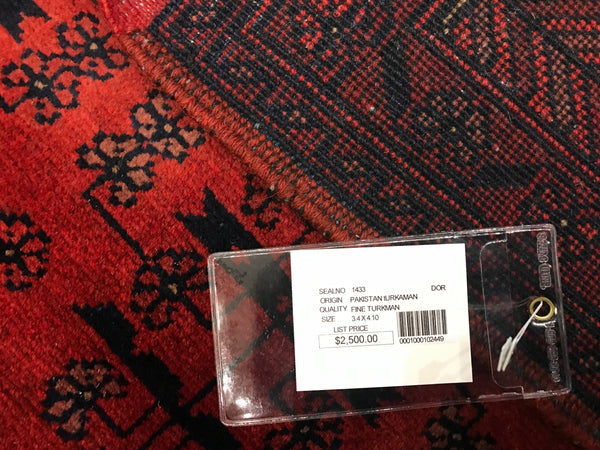 SEALNO 1433 DOR
ORIGIN PAKISTAN tURKAMAN
QUALITY FINE TURKMAN
SIZE 3.4 X 4.10
LIST PRICE
$2,500.00
0001000102449